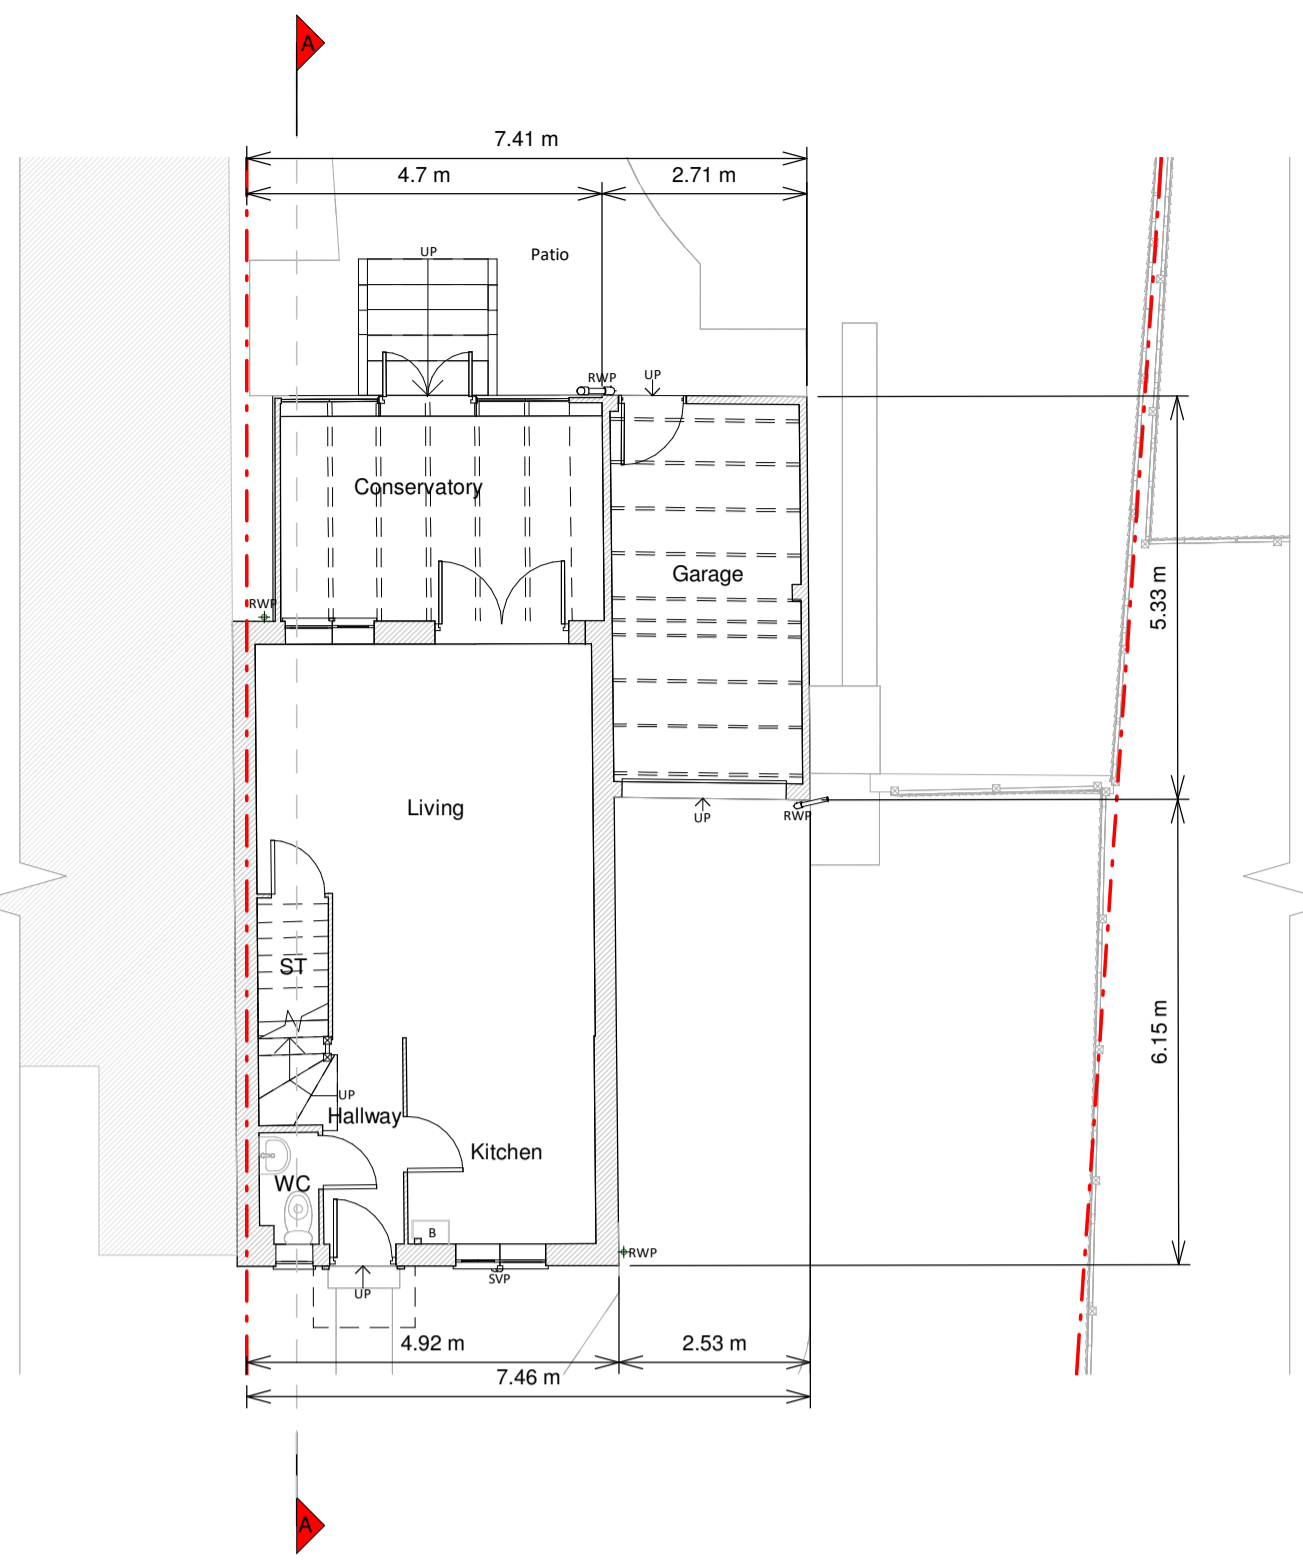 A
7.41 m
4.7 m
2.71 m
UP
Patio
RWP
UP
Conservatory
Garage
5.33 m
RWP
Living
UP
RWP
ST
6.15 m
UP
Hallway
Kitchen
WC
B
RWP
SVP
UP
4.92 m
2.53 m
7.46 m
A